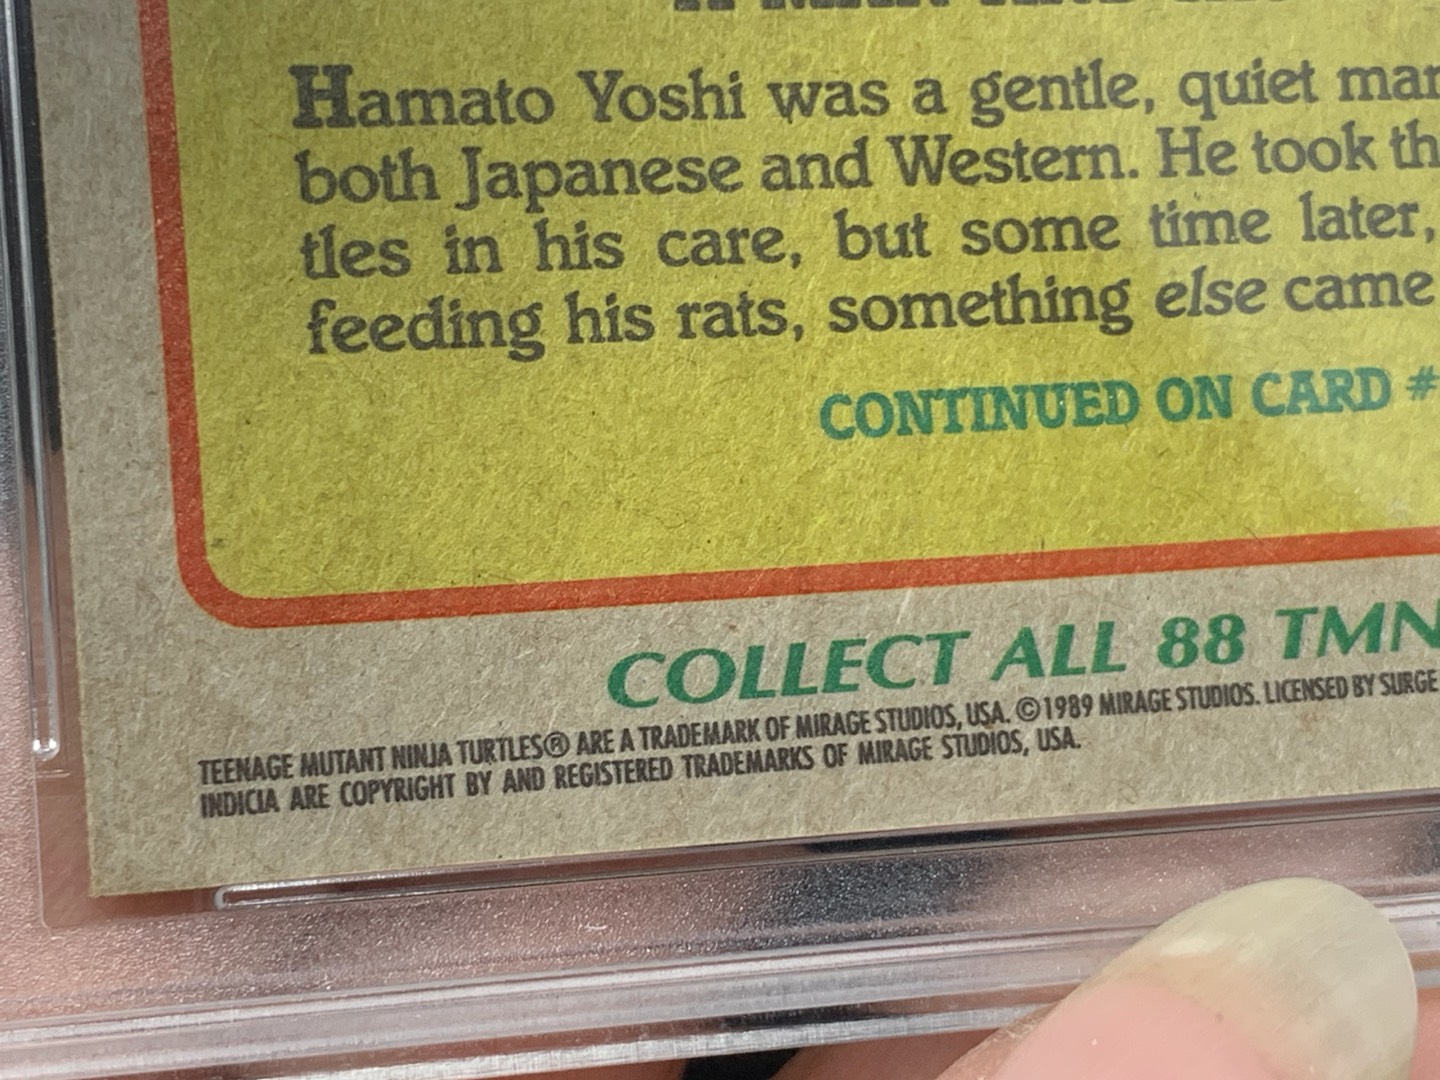 Hamato Yoshi was a gentle, quiet man
both Japanese and Western. He took th
tles in his care, but some time later,
feeding his rats, something else came
CONTINUED ON CARD #
COLLECT ALL 88 TMN
TEENAGE MUTANT NINJA TURTLES® ARE A TRADEMARK OF MIRAGE STUDIOS, USA. ©1989 MIRAGE STUDIOS. LICENSED BY SURGE
INDICIA ARE COPYRIGHT BY AND REGISTERED TRADEMARKS OF MIRAGE STUDIOS, USA.